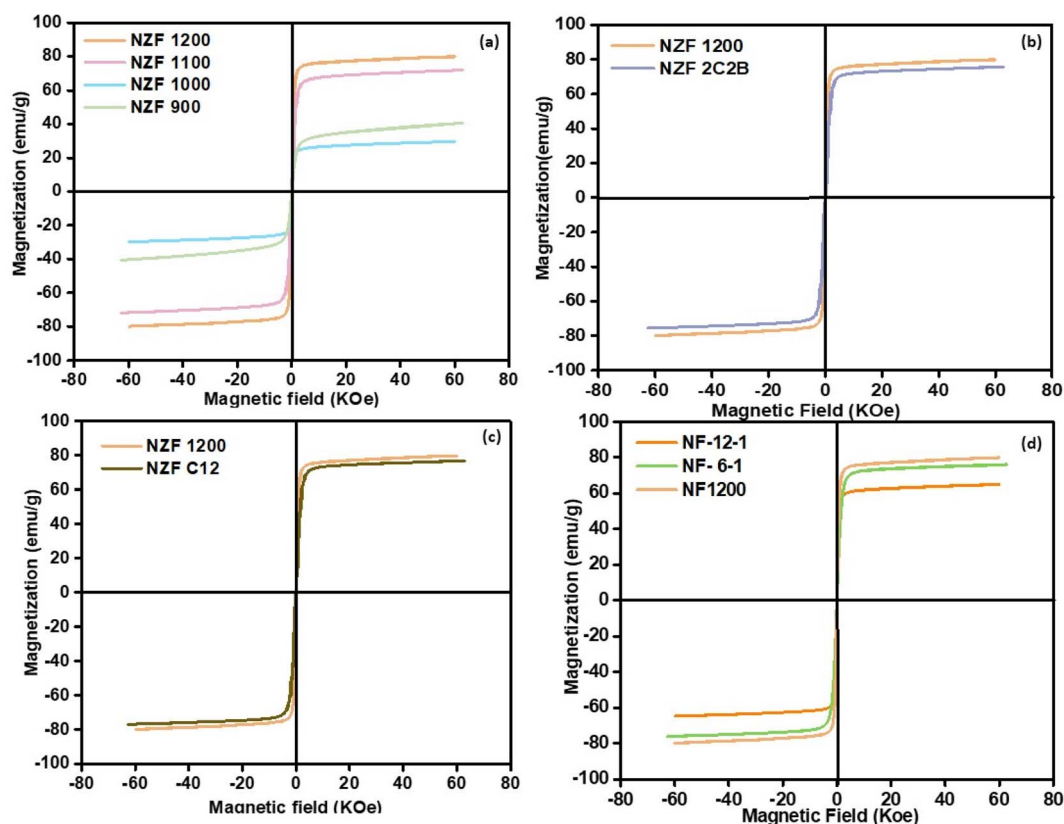 (a)
NZF 1200
NZF 1100
NZF 1000
NZF 900
Magnetization (emu/g)
100
80
60
40
20
0
-20
-40
-60
-80
-100
-80 -60 -40 -20 0 20 40 60 80
Magnetic field (KOe)
(b)
NZF 1200
NZF 2C2B
Magnetization(emu/g)
100
80
60
40
20
0
-20
-40
-60
-80
-100
-80 -60 -40 -20 0 20 40 60 80
Magnetic Field (KOe)
(c)
NZF 1200
NZF C12
Magnetization (emu/g)
100
80
60
40
20
0
-20
-40
-60
-80
-100
-80 -60 -40 -20 0 20 40 60 80
Magnetic field (KOe)
(d)
NF-12-1
NF- 6-1
NF1200
Magnetization (emu/g)
100
80
60
40
20
0
-20
-40
-60
-80
-100
-80 -60 -40 -20 0 20 40 60 80
Magnetic Field (Koe)